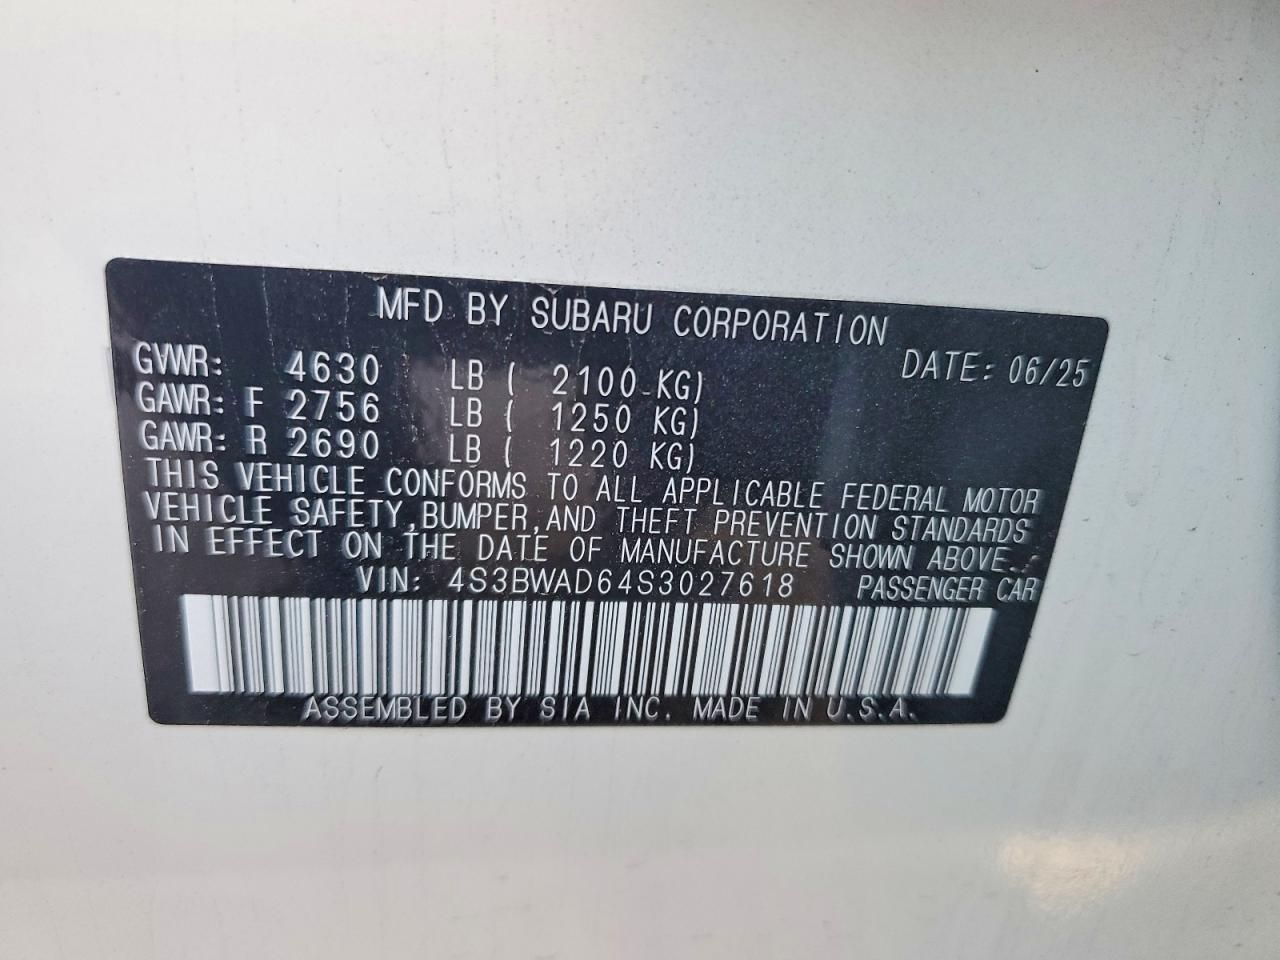 MFD BY SUBARU CORPORATION
DATE: 06/25
GVWR: 4630 LB ( 2100 KG)
GAWR: F 2756 LB ( 1250 KG)
GAWR: R 2690 LB ( 1220 KG)
THIS VEHICLE CONFORMS TO ALL APPLICABLE FEDERAL MOTOR
VEHICLE SAFETY, BUMPER, AND THEFT PREVENTION STANDARDS
IN EFFECT ON THE DATE OF MANUFACTURE SHOWN ABOVE.
VIN: 4S3BWAD64S3027618 PASSENGER CAR
ASSEMBLED BY SIA INC. MADE IN U.S.A.